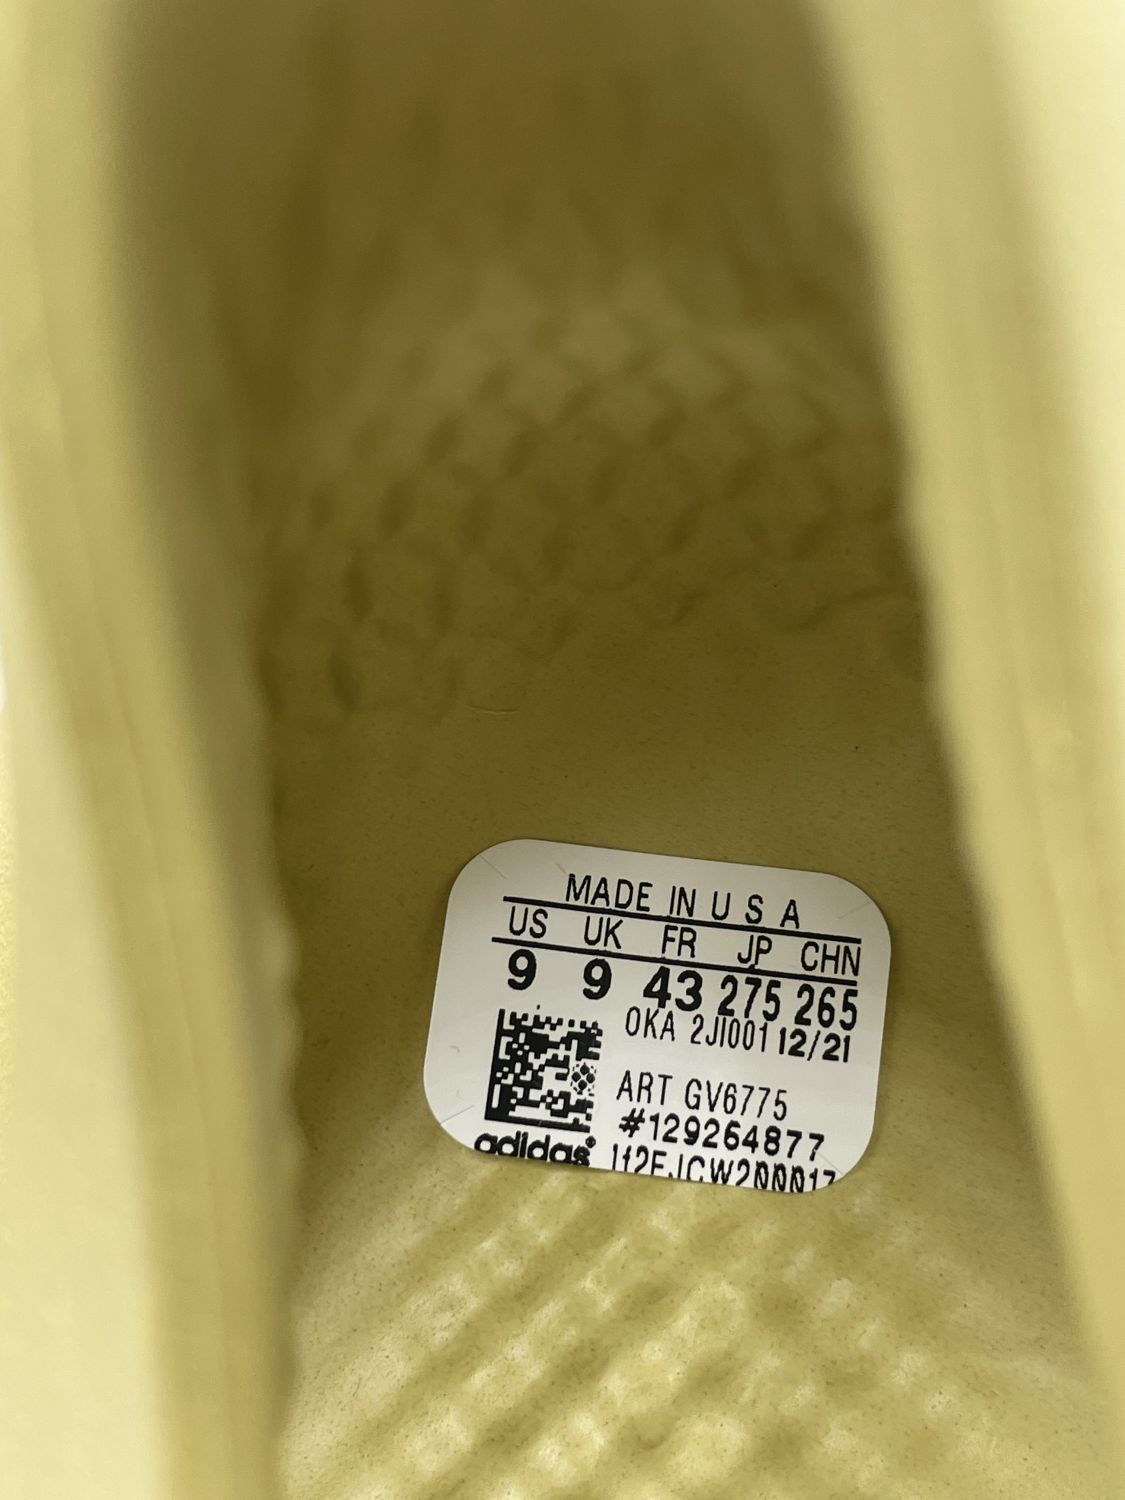 MADE IN U S A
US UK FR JP CHN
9 9 43 275 265
OKA 2JI001 12/21
ART GV6775
#129264877
adidas®